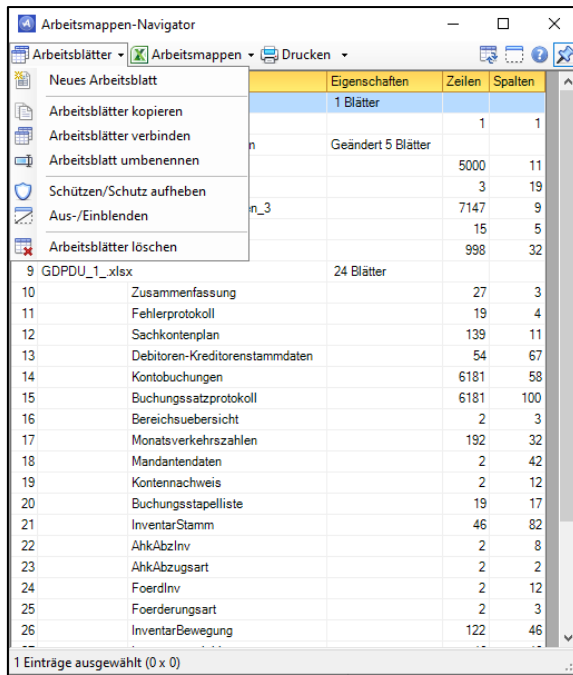 Arbeitsmappen-Navigator
Arbeitsblätter Arbeitsmappen Drucken
Neues Arbeitsblatt
Arbeitsblätter kopieren
Arbeitsblätter verbinden
Arbeitsblatt umbenennen
Schützen/Schutz aufheben
Aus-/Einblenden
Arbeitsblätter löschen
Eigenschaften Zeilen Spalten
1 Blätter
1 1
n Geändert 5 Blätter
5000 11
3 19
en_3 7147 9
15 5
998 32
9 GDPDU_1_.xlsx 24 Blätter
10 Zusammenfassung 27 3
11 Fehlerprotokoll 19 4
12 Sachkontenplan 139 11
13 Debitoren-Kreditorenstammdaten 54 67
14 Kontobuchungen 6181 58
15 Buchungssatzprotokoll 6181 100
16 Bereichsuebersicht 2 3
17 Monatsverkehrszahlen 192 32
18 Mandantendaten 2 42
19 Kontennachweis 2 12
20 Buchungsstapelliste 19 17
21 InventarStamm 46 82
22 AhkAbzInv 2 8
23 AhkAbzugsart 2 2
24 FoerdInv 2 12
25 Foerderungsart 2 3
26 InventarBewegung 122 46
1 Einträge ausgewählt (0 x 0)